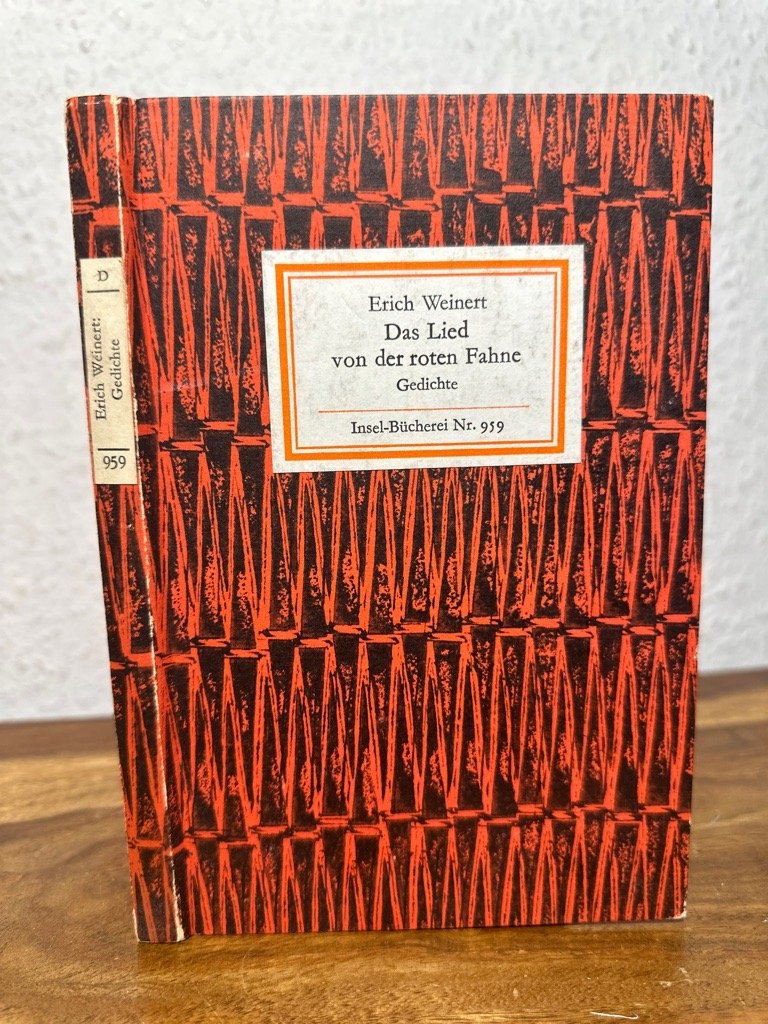 D
Erich Weinert:
Gedichte
959
Erich Weinert
Das Lied
von der roten Fahne
Gedichte
Insel-Bücherei Nr. 959